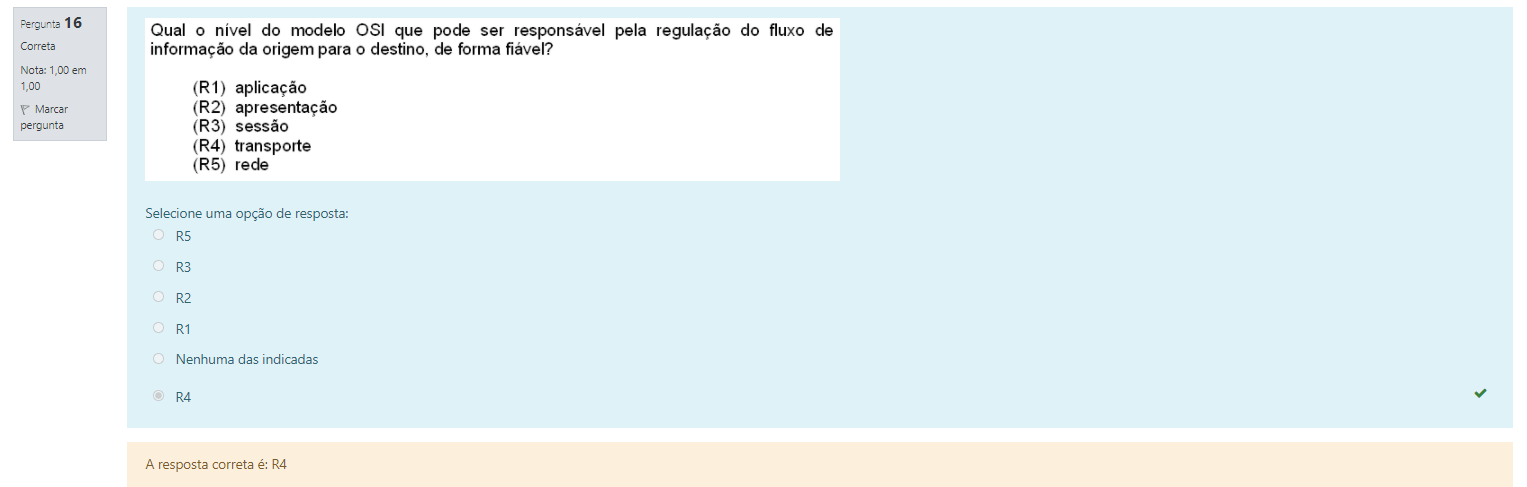 Pergunta 16
Correta
Nota: 1,00 em
1,00
Marcar
pergunta
Qual o nível do modelo OSI que pode ser responsável pela regulação do fluxo de
informação da origem para o destino, de forma fiável?
(R1) aplicação
(R2) apresentação
(R3) sessão
(R4) transporte
(R5) rede
Selecione uma opção de resposta:
R5
R3
R2
R1
Nenhuma das indicadas
R4
A resposta correta é: R4